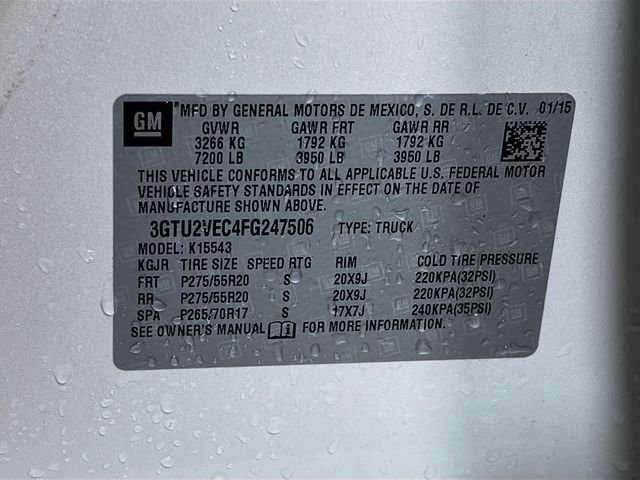 GM
MFD BY GENERAL MOTORS DE MEXICO, S. DE R.L. DE C.V. 01/15
GVWR GAWR FRT GAWR RR
3266 KG 1792 KG 1792 KG
7200 LB 3950 LB 3950 LB
THIS VEHICLE CONFORMS TO ALL APPLICABLE U.S. FEDERAL MOTOR
VEHICLE SAFETY STANDARDS IN EFFECT ON THE DATE OF
MANUFACTURE SHOWN ABOVE.
3GTU2VEC4FG247506 TYPE: TRUCK
MODEL: K15543
KGJR TIRE SIZE SPEED RTG RIM COLD TIRE PRESSURE
FRT P275/55R20 S 20X9J 220KPA(32PSI)
RR P275/55R20 S 20X9J 220KPA(32PSI)
SPA P265/70R17 S 17X7J 240KPA(35PSI)
SEE OWNER'S MANUAL FOR MORE INFORMATION.